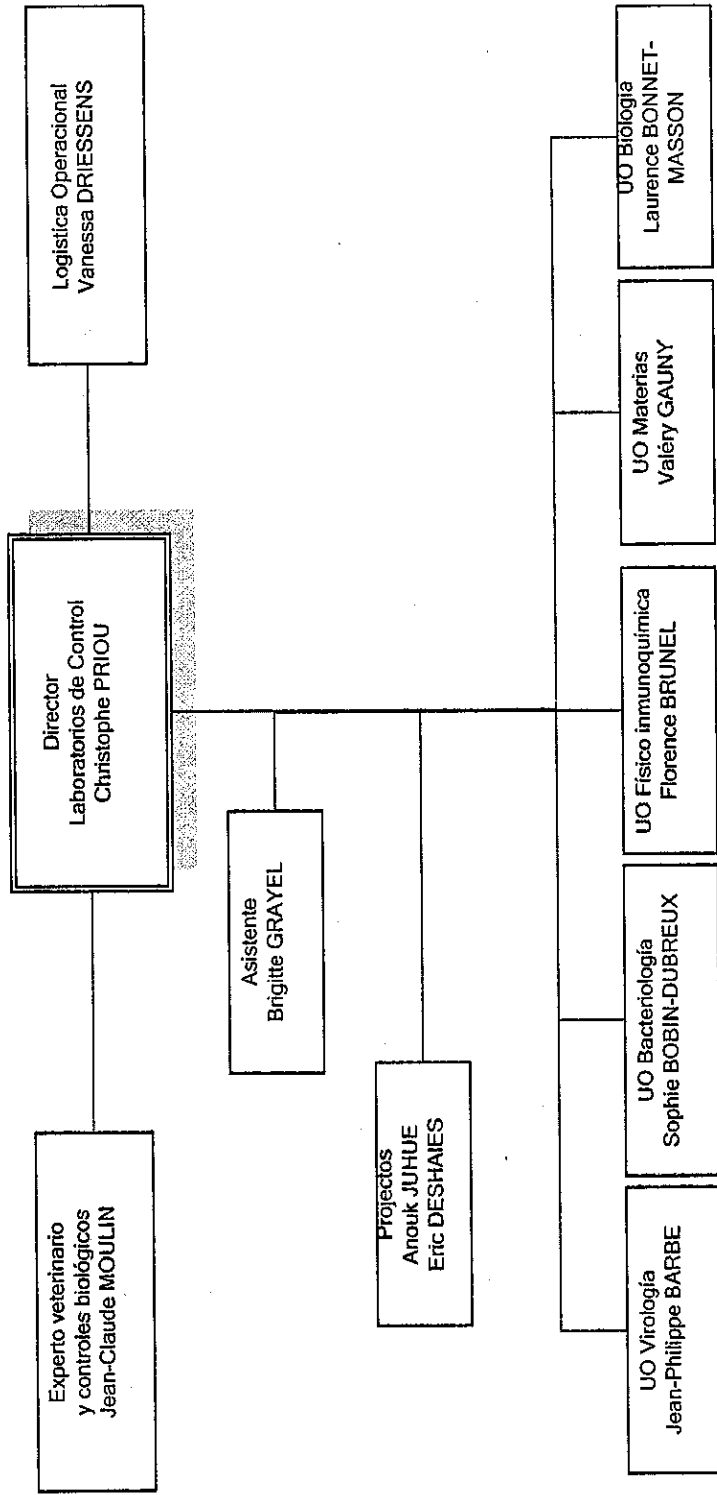 Experto veterinario
y controles biológicos
Jean-Claude MOULIN
Director
Laboratorios de Control
Christophe PRIOU
Logistica Operacional
Vanessa DRIESSENS
Asistente
Brigitte GRAYEL
Projectos
Anouk JUHUE
Eric DESHAIES
UO Virología
Jean-Philippe BARBE
UO Bacteriología
Sophie BOBIN-DUBREUX
UO Físico inmunoquímica
Florence BRUNEL
UO Materias
Valéry GAUNY
UO Biología
Laurence BONNET-
MASSON